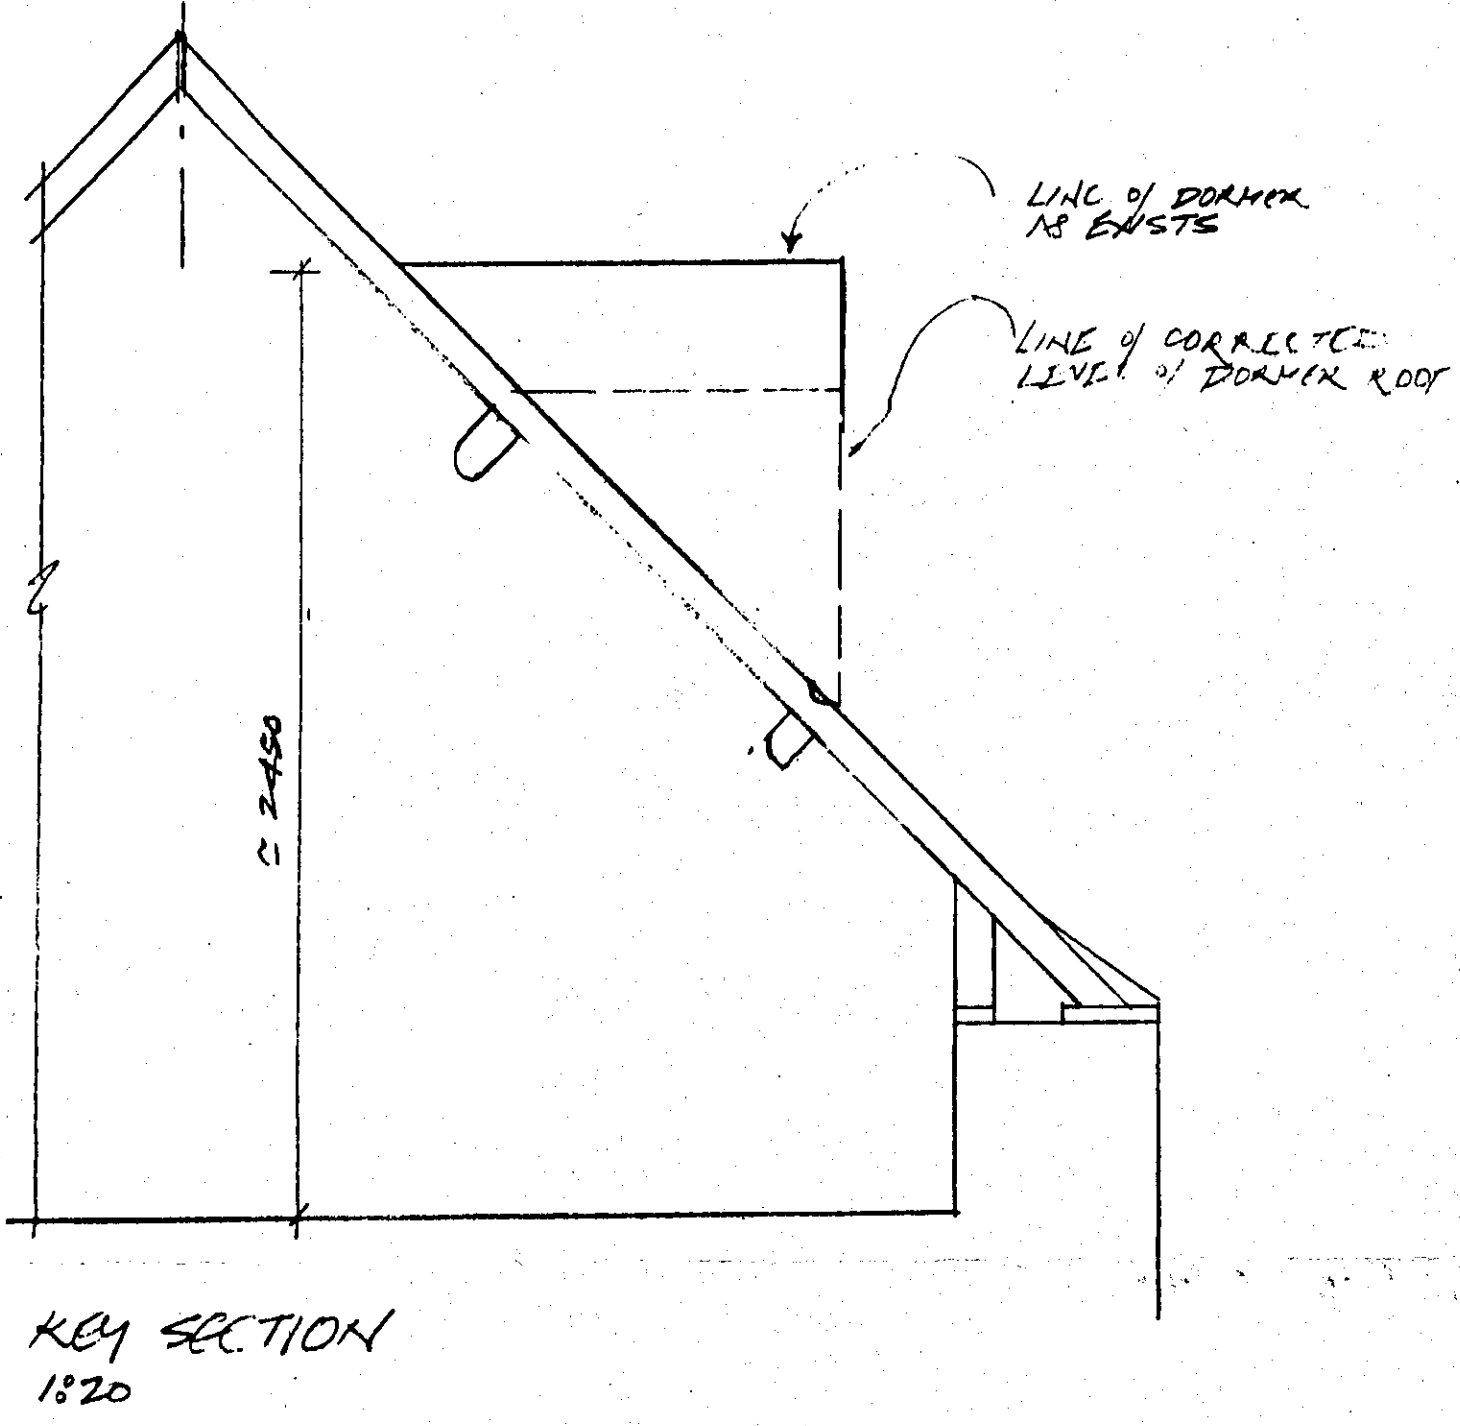 LINE of DORMER
AS EXISTS
LINE of CORRECTED
LEVEL of DORMER ROOF
≃ 2450
KEY SECTION
1:20